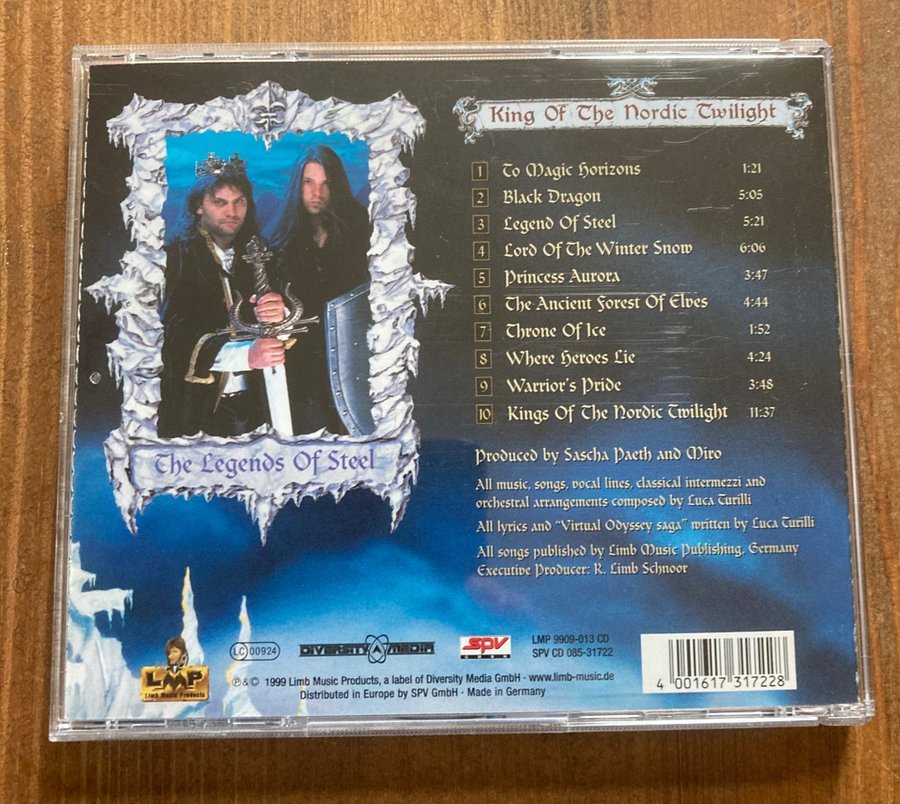 King Of The Nordic Twilight
1 To Magic Horizons 1:21
2 Black Dragon 5:05
3 Legend Of Steel 5:21
4 Lord Of The Winter Snow 6:06
5 Princess Aurora 3:47
6 The Ancient Forest Of Elves 4:44
7 Throne Of Ice 1:52
8 Where Heroes Lie 4:24
9 Warrior's Pride 3:48
10 Kings Of The Nordic Twilight 11:37
The Legends Of Steel
Produced by Sascha Paeth and Miro
All music, songs, vocal lines, classical intermezzi and
orchestral arrangements composed by Luca Turilli
All lyrics and "Virtual Odyssey saga" written by Luca Turilli
All songs published by Limb Music Publishing, Germany
Executive Producer: R. Limb Schnoor
LMP
Limb Music Products
LC 00924
DIVERSITY MEDIA
SPV
LMP 9909-013 CD
SPV CD 085-31722
℗&© 1999 Limb Music Products, a label of Diversity Media GmbH · www.limb-music.de
Distributed in Europe by SPV GmbH · Made in Germany
4 001617 317228